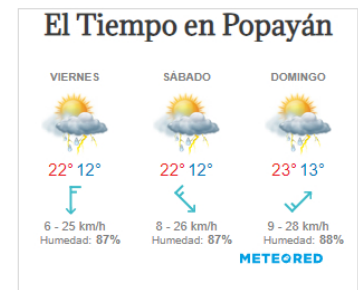 El Tiempo en Popayán
VIERNES SÁBADO DOMINGO
22° 12° 22° 12° 23° 13°
6 - 25 km/h 8 - 26 km/h 9 - 28 km/h
Humedad: 87% Humedad: 87% Humedad: 88%
METEORED